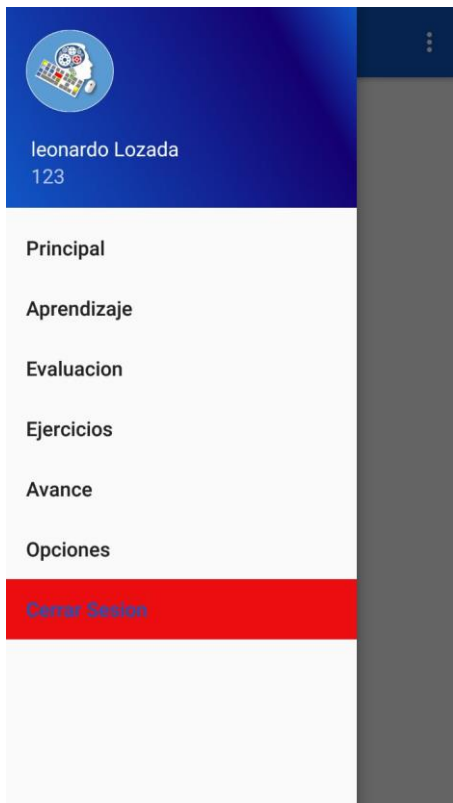 leonardo Lozada
123
Principal
Aprendizaje
Evaluacion
Ejercicios
Avance
Opciones
Cerrar Sesion